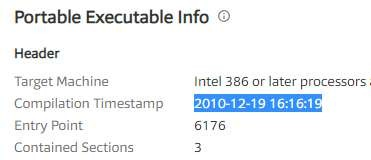 Portable Executable Info
Header
Target Machine Intel 386 or later processors a
Compilation Timestamp 2010-12-19 16:16:19
Entry Point 6176
Contained Sections 3